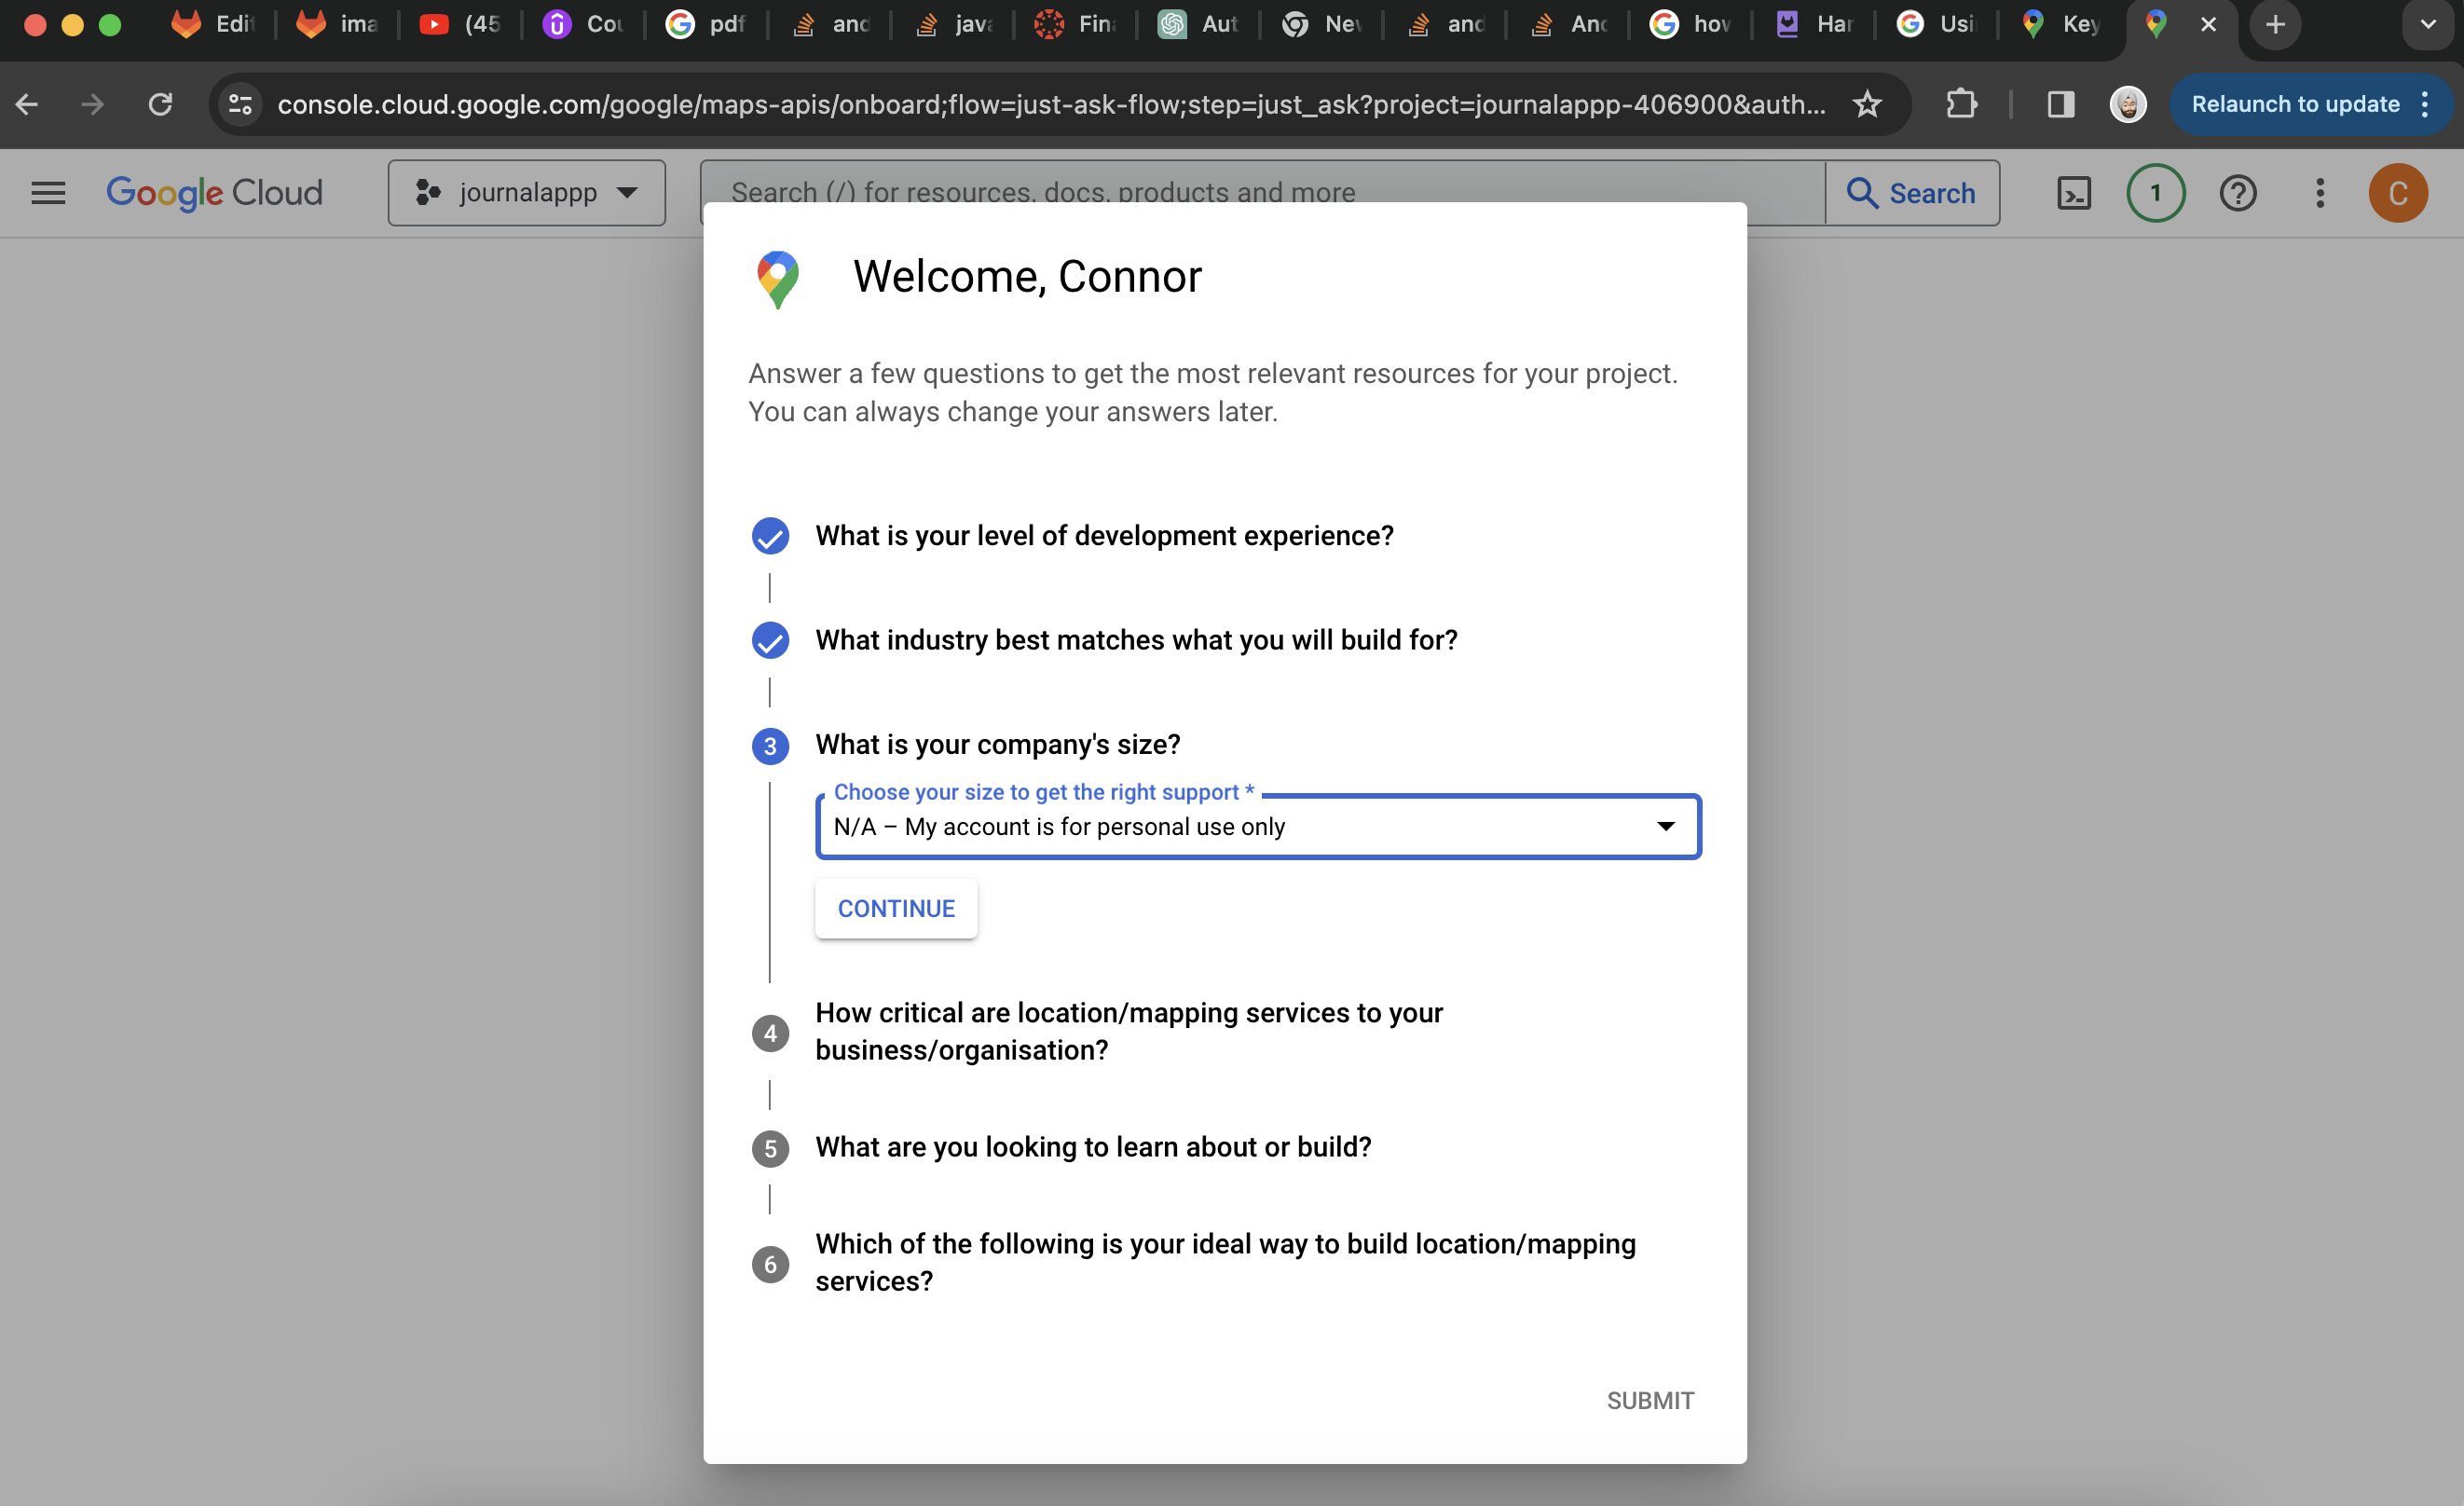 Edi
ima
(45
Cou
pdf
and
java
Fina
Aut
New
and
And
how
Har
Usi
Key
console.cloud.google.com/google/maps-apis/onboard;flow=just-ask-flow;step=just_ask?project=journalappp-406900&auth...
Relaunch to update
Google Cloud
journalappp
Search (/) for resources, docs, products and more
Search
1
C
Welcome, Connor
Answer a few questions to get the most relevant resources for your project.
You can always change your answers later.
What is your level of development experience?
What industry best matches what you will build for?
3 What is your company's size?
Choose your size to get the right support *
N/A – My account is for personal use only
CONTINUE
How critical are location/mapping services to your
4
business/organisation?
5 What are you looking to learn about or build?
Which of the following is your ideal way to build location/mapping
6
services?
SUBMIT